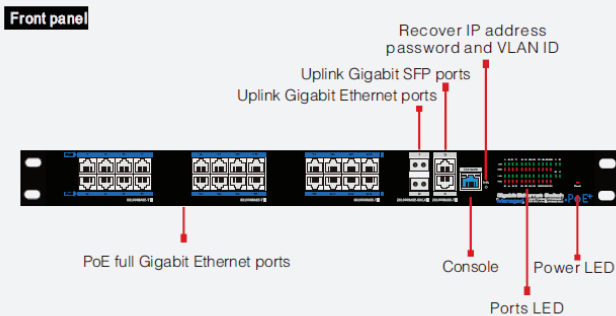 Front panel
Recover IP address
password and VLAN ID
Uplink Gigabit SFP ports
Uplink Gigabit Ethernet ports
PoE full Gigabit Ethernet ports
Console
Power LED
Ports LED